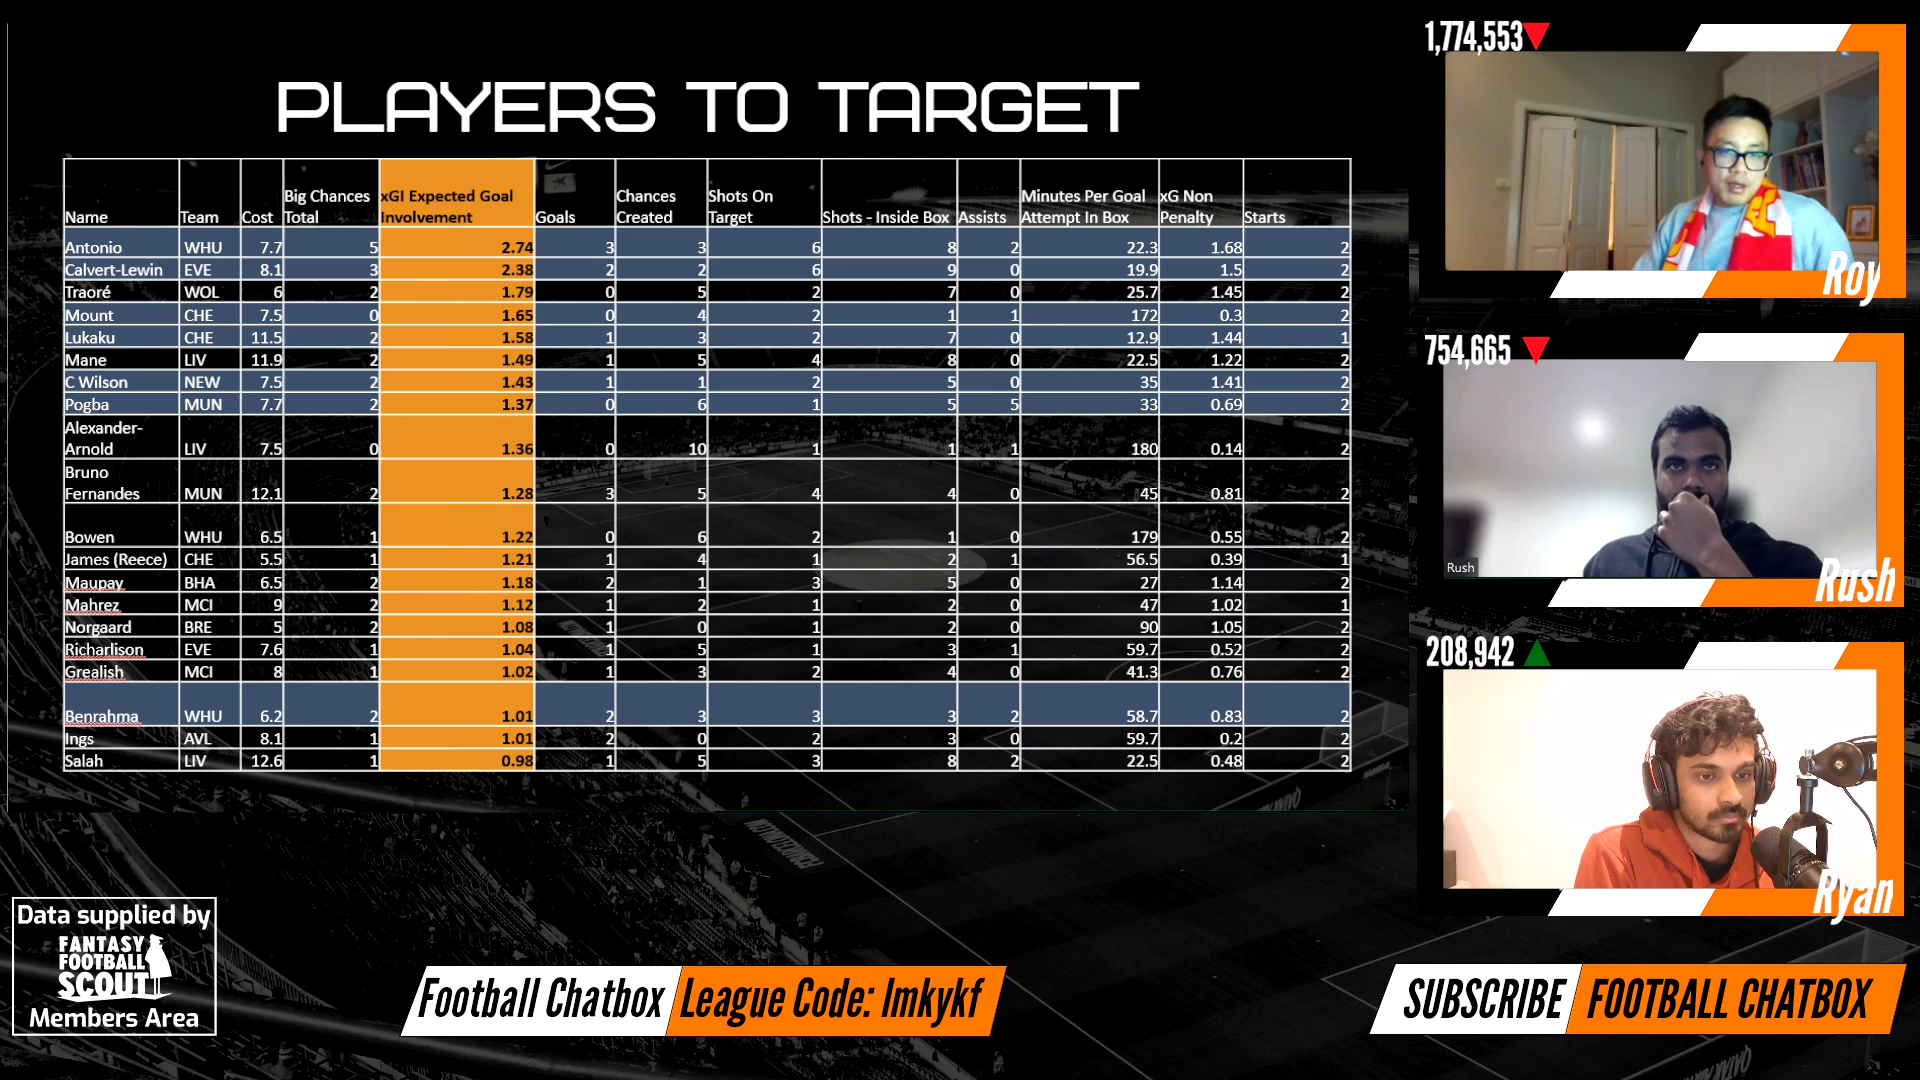 PLAYERS TO TARGET
Name Team Cost Big Chances Total xGI Expected Goal Involvement Goals Chances Created Shots On Target Shots - Inside Box Assists Minutes Per Goal Attempt In Box xG Non Penalty Starts
Antonio WHU 7.7 5 2.74 3 3 6 8 2 22.3 1.68 2
Calvert-Lewin EVE 8.1 3 2.38 2 2 6 9 0 19.9 1.5 2
Traoré WOL 6 2 1.79 0 5 2 7 0 25.7 1.45 2
Mount CHE 7.5 0 1.65 0 4 2 1 1 172 0.3 2
Lukaku CHE 11.5 2 1.58 1 3 2 7 0 12.9 1.44 1
Mane LIV 11.9 2 1.49 1 5 4 8 0 22.5 1.22 2
C Wilson NEW 7.5 2 1.43 1 1 2 5 0 35 1.41 2
Pogba MUN 7.7 2 1.37 0 6 1 5 5 33 0.69 2
Alexander-Arnold LIV 7.5 0 1.36 0 10 1 1 1 180 0.14 2
Bruno Fernandes MUN 12.1 2 1.28 3 5 4 4 0 45 0.81 2
Bowen WHU 6.5 1 1.22 0 6 2 1 0 179 0.55 2
James (Reece) CHE 5.5 1 1.21 1 4 1 2 1 56.5 0.39 1
Maupay BHA 6.5 2 1.18 2 1 3 5 0 27 1.14 2
Mahrez MCI 9 2 1.12 1 2 1 2 0 47 1.02 1
Norgaard BRE 5 2 1.08 1 0 1 2 0 90 1.05 2
Richarlison EVE 7.6 1 1.04 1 5 1 3 1 59.7 0.52 2
Grealish MCI 8 1 1.02 1 3 2 4 0 41.3 0.76 2
Benrahma WHU 6.2 2 1.01 2 3 3 3 2 58.7 0.83 2
Ings AVL 8.1 1 1.01 2 0 2 3 0 59.7 0.2 2
Salah LIV 12.6 1 0.98 1 5 3 8 2 22.5 0.48 2
1,774,553
Roy
754,665
Rush
Rush
208,942
Ryan
Data supplied by
FANTASY
FOOTBALL
SCOUT
Members Area
Football Chatbox League Code: lmkykf
SUBSCRIBE FOOTBALL CHATBOX